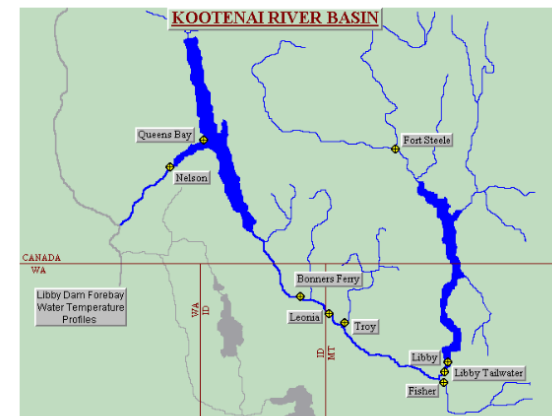 KOOTENAI RIVER BASIN
Queens Bay
Fort Steele
Nelson
CANADA
WA
Libby Dam Forebay
Water Temperature
Profiles
WA
ID
Bonners Ferry
Leonia
Troy
ID
MT
Libby
Libby Tailwater
Fisher